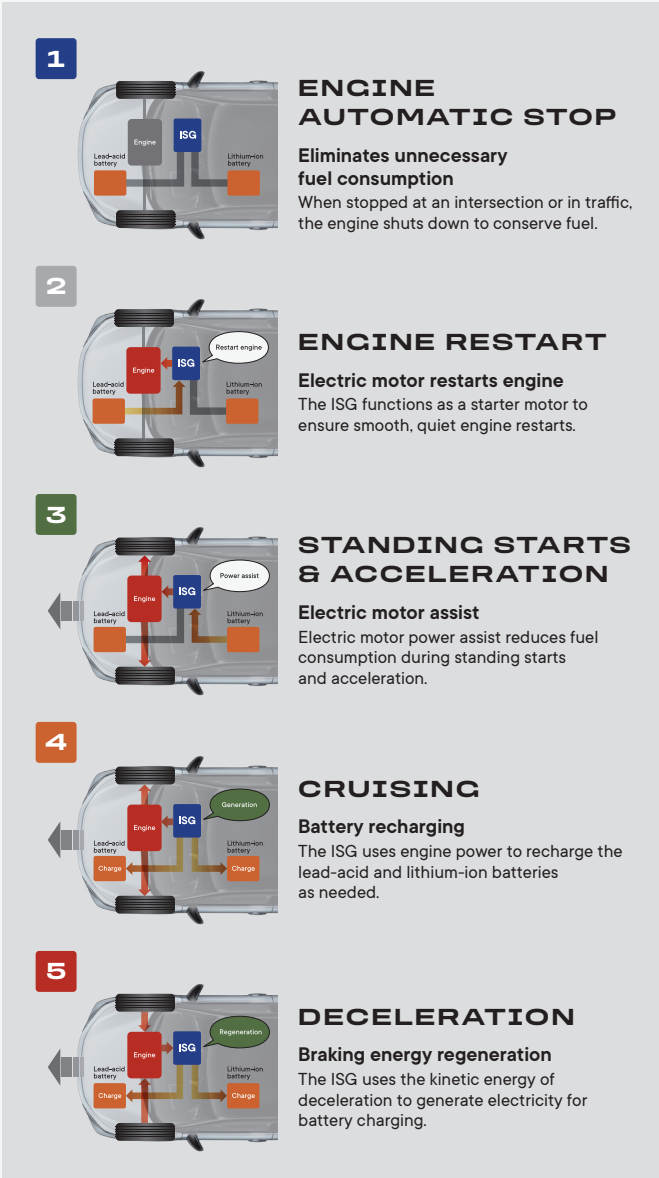 1
ENGINE
AUTOMATIC STOP
Eliminates unnecessary
fuel consumption
When stopped at an intersection or in traffic,
the engine shuts down to conserve fuel.
Engine
ISG
Lead-acid
battery
Lithium-ion
battery
2
ENGINE RESTART
Electric motor restarts engine
The ISG functions as a starter motor to
ensure smooth, quiet engine restarts.
Restart engine
Engine
ISG
Lead-acid
battery
Lithium-ion
battery
3
STANDING STARTS
& ACCELERATION
Electric motor assist
Electric motor power assist reduces fuel
consumption during standing starts
and acceleration.
Power assist
Engine
ISG
Lead-acid
battery
Lithium-ion
battery
4
CRUISING
Battery recharging
The ISG uses engine power to recharge the
lead-acid and lithium-ion batteries
as needed.
Generation
Engine
ISG
Lead-acid
battery
Lithium-ion
battery
Charge
Charge
5
DECELERATION
Braking energy regeneration
The ISG uses the kinetic energy of
deceleration to generate electricity for
battery charging.
Regeneration
Engine
ISG
Lead-acid
battery
Lithium-ion
battery
Charge
Charge